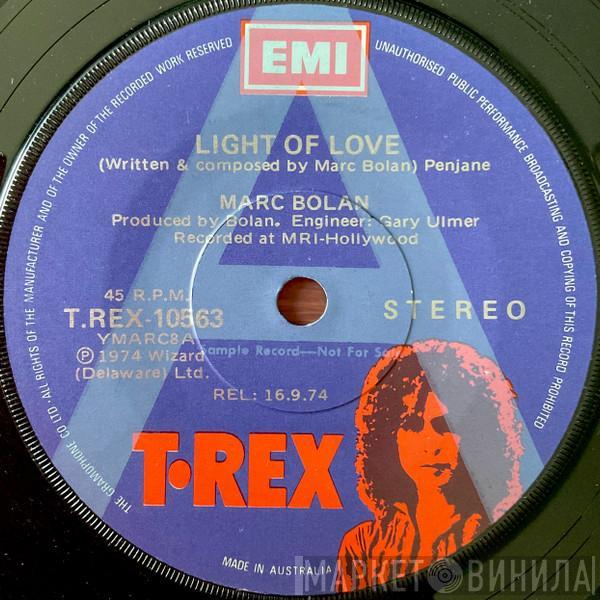 EMI
THE GRAMOPHONE CO LTD. ALL RIGHTS OF THE MANUFACTURER AND OF THE OWNER OF THE RECORDED WORK RESERVED
UNAUTHORISED PUBLIC PERFORMANCE BROADCASTING AND COPYING OF THIS RECORD PROHIBITED
LIGHT OF LOVE
(Written & composed by Marc Bolan) Penjane
MARC BOLAN
Produced by Bolan. Engineer: Gary Ulmer
Recorded at MRI-Hollywood
A
45 R.P.M.
T.REX-10563
YMARC8A
STEREO
Ⓟ 1974 Wizard
(Delaware) Ltd.
Sample Record—Not For Sale
REL: 16.9.74
T·REX
MADE IN AUSTRALIA
МАРКЕТ ВИНИЛА